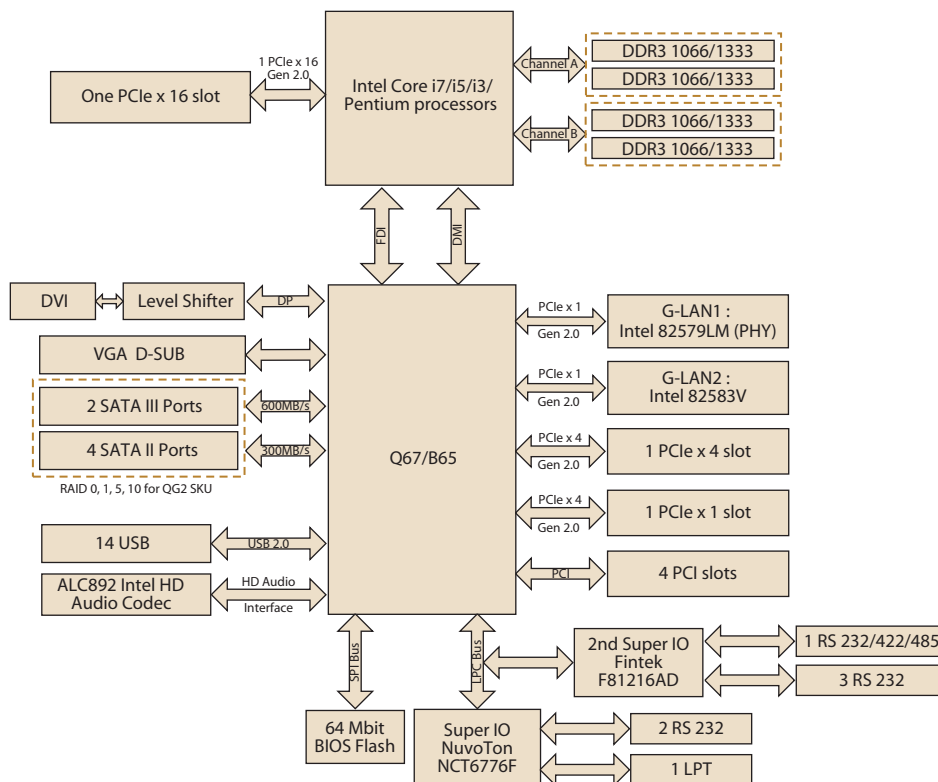 1 PCIe x 16
Gen 2.0
One PCIe x 16 slot
Intel Core i7/i5/i3/
Pentium processors
Channel A
DDR3 1066/1333
DDR3 1066/1333
Channel B
DDR3 1066/1333
DDR3 1066/1333
FDI
DMI
DVI
Level Shifter
DP
VGA D-SUB
2 SATA III Ports
600MB/s
4 SATA II Ports
300MB/s
RAID 0, 1, 5, 10 for QG2 SKU
14 USB
USB 2.0
ALC892 Intel HD
Audio Codec
HD Audio
Interface
Q67/B65
PCIe x 1
Gen 2.0
G-LAN1 :
Intel 82579LM (PHY)
PCIe x 1
Gen 2.0
G-LAN2 :
Intel 82583V
PCIe x 4
Gen 2.0
1 PCIe x 4 slot
PCIe x 4
Gen 2.0
1 PCIe x 1 slot
PCI
4 PCI slots
SPI Bus
LPC Bus
64 Mbit
BIOS Flash
Super IO
NuvoTon
NCT6776F
2nd Super IO
Fintek
F81216AD
1 RS 232/422/485
3 RS 232
2 RS 232
1 LPT